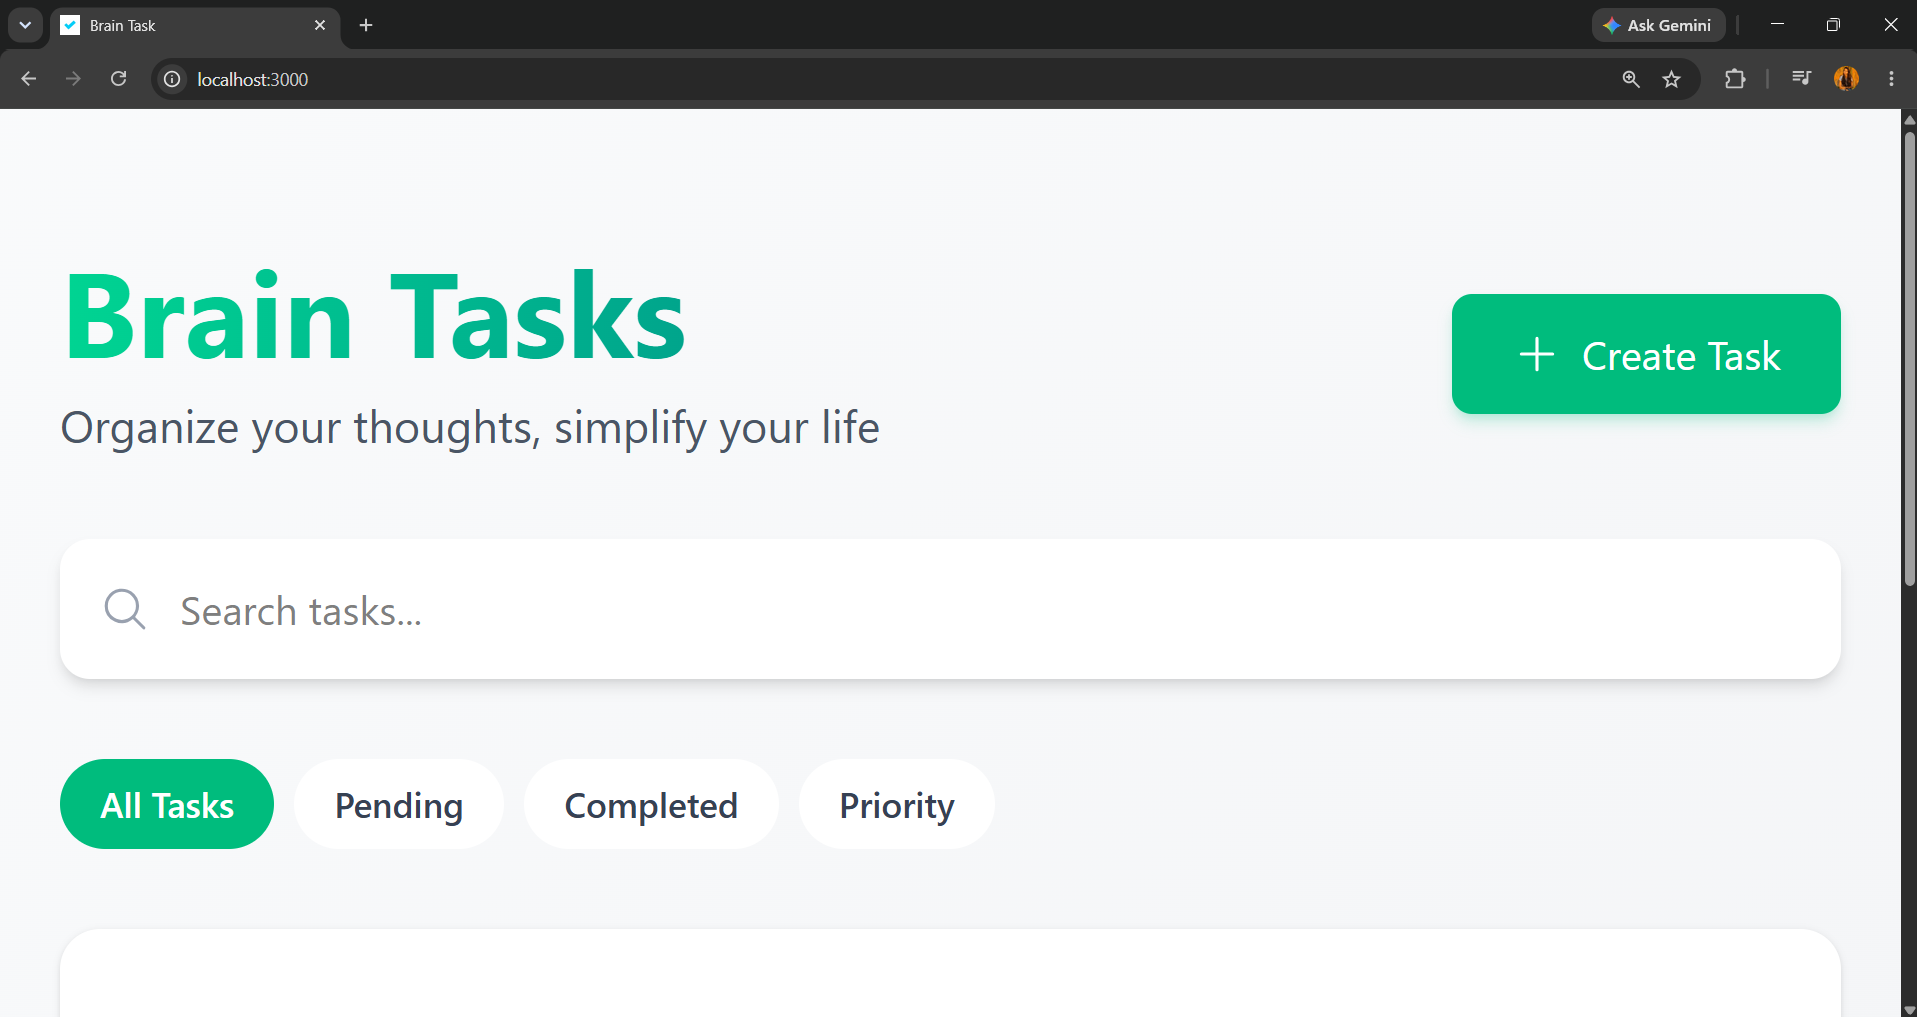 Brain Task
Ask Gemini
localhost:3000
Brain Tasks
Organize your thoughts, simplify your life
Create Task
Search tasks...
All Tasks
Pending
Completed
Priority